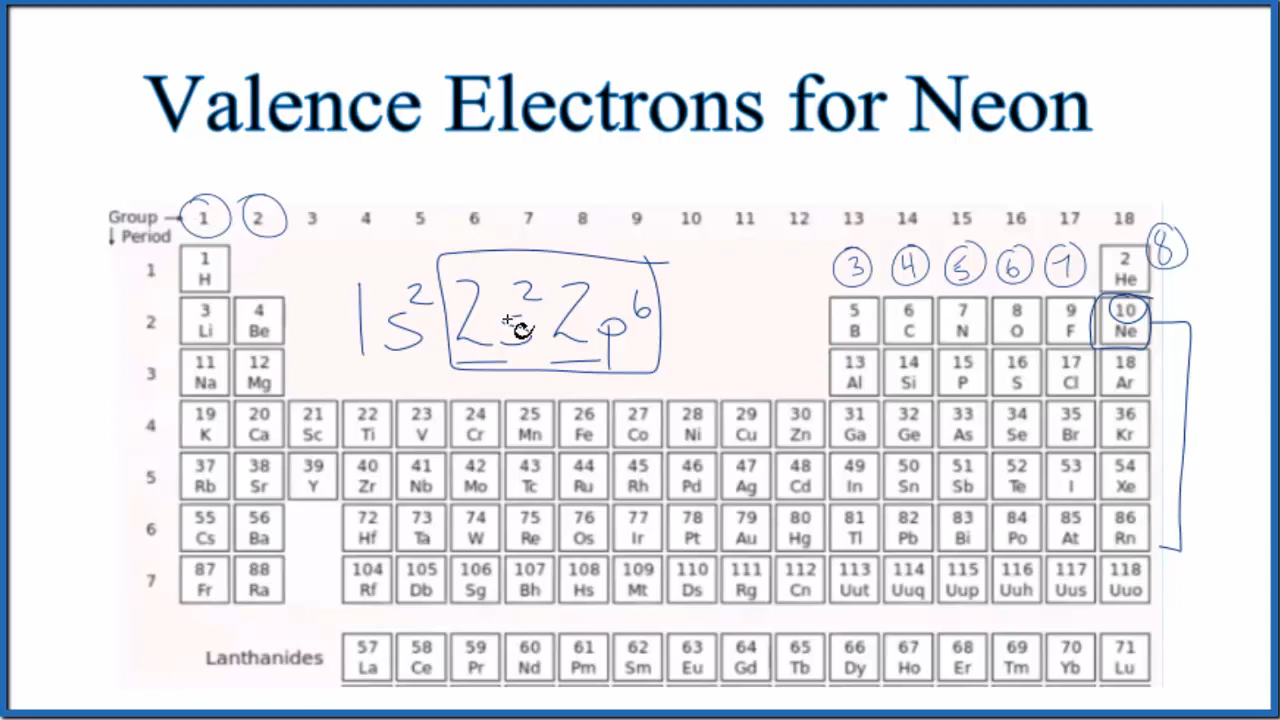 Valence Electrons for Neon
Group → 1 2 3 4 5 6 7 8 9 10 11 12 13 14 15 16 17 18
↓ Period
3 4 5 6 7 8
1 1 2
H He
1s² 2s² 2p⁶
2 3 4 5 6 7 8 9 10
Li Be B C N O F Ne
3 11 12 13 14 15 16 17 18
Na Mg Al Si P S Cl Ar
4 19 20 21 22 23 24 25 26 27 28 29 30 31 32 33 34 35 36
K Ca Sc Ti V Cr Mn Fe Co Ni Cu Zn Ga Ge As Se Br Kr
5 37 38 39 40 41 42 43 44 45 46 47 48 49 50 51 52 53 54
Rb Sr Y Zr Nb Mo Tc Ru Rh Pd Ag Cd In Sn Sb Te I Xe
6 55 56 72 73 74 75 76 77 78 79 80 81 82 83 84 85 86
Cs Ba Hf Ta W Re Os Ir Pt Au Hg Tl Pb Bi Po At Rn
7 87 88 104 105 106 107 108 109 110 111 112 113 114 115 116 117 118
Fr Ra Rf Db Sg Bh Hs Mt Ds Rg Cn Uut Uuq Uup Uuh Uus Uuo
Lanthanides 57 58 59 60 61 62 63 64 65 66 67 68 69 70 71
La Ce Pr Nd Pm Sm Eu Gd Tb Dy Ho Er Tm Yb Lu